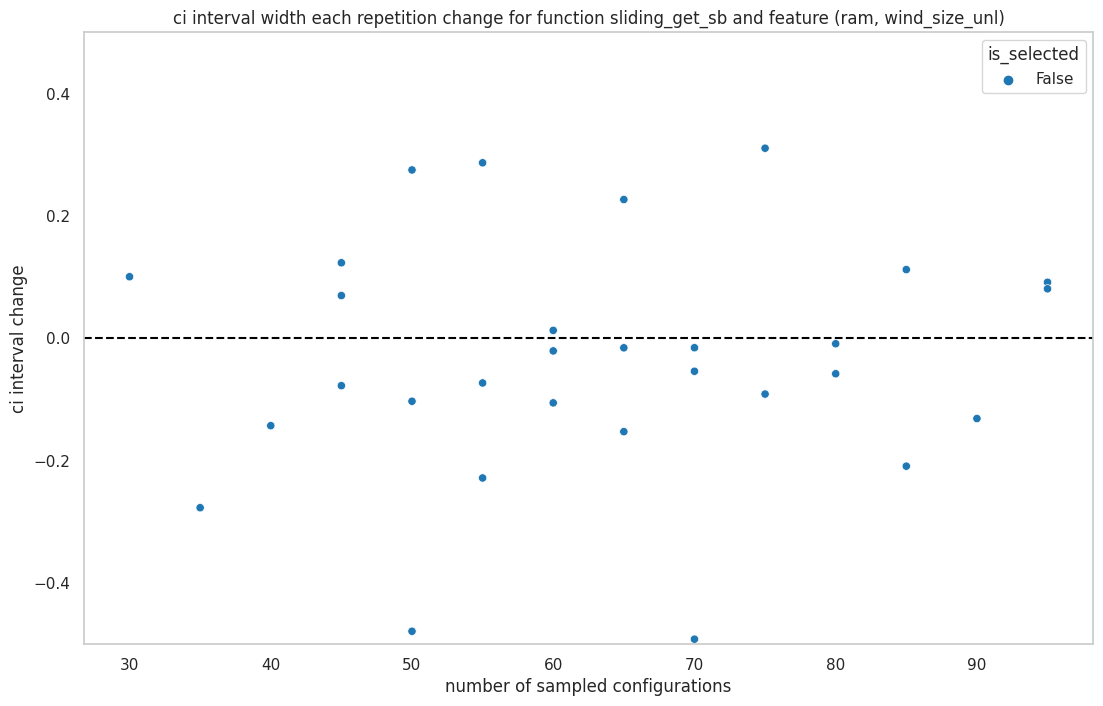 ci interval width each repetition change for function sliding_get_sb and feature (ram, wind_size_unl)
is_selected
False
ci interval change
0.4
0.2
0.0
−0.2
−0.4
30 40 50 60 70 80 90
number of sampled configurations